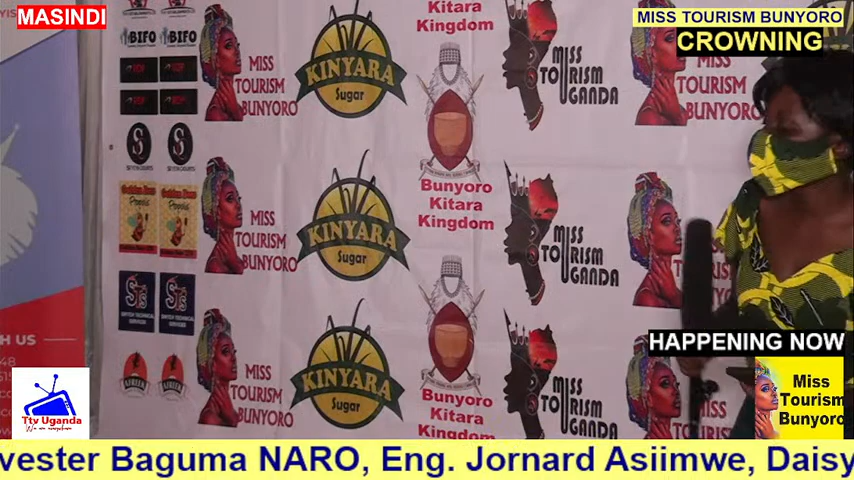 MASINDI
MISS TOURISM BUNYORO
CROWNING
BIFO
BIFO
MISS
TOURISM
BUNYORO
KINYARA
Sugar
Kitara
Kingdom
MISS
TOURISM
UGANDA
MISS
TOURISM
BUNYORO
MISS
TOURISM
BUNYORO
KINYARA
Sugar
Bunyoro
Kitara
Kingdom
MISS
TOURISM
UGANDA
MISS
TOURISM
MISS
TOURISM
BUNYORO
KINYARA
Sugar
Bunyoro
Kitara
Kingdom
MISS
TOURISM
UGANDA
MISS
H US
HAPPENING NOW
Miss
Tourism
Bunyoro
Ttv Uganda
vester Baguma NARO, Eng. Jornard Asiimwe, Daisy